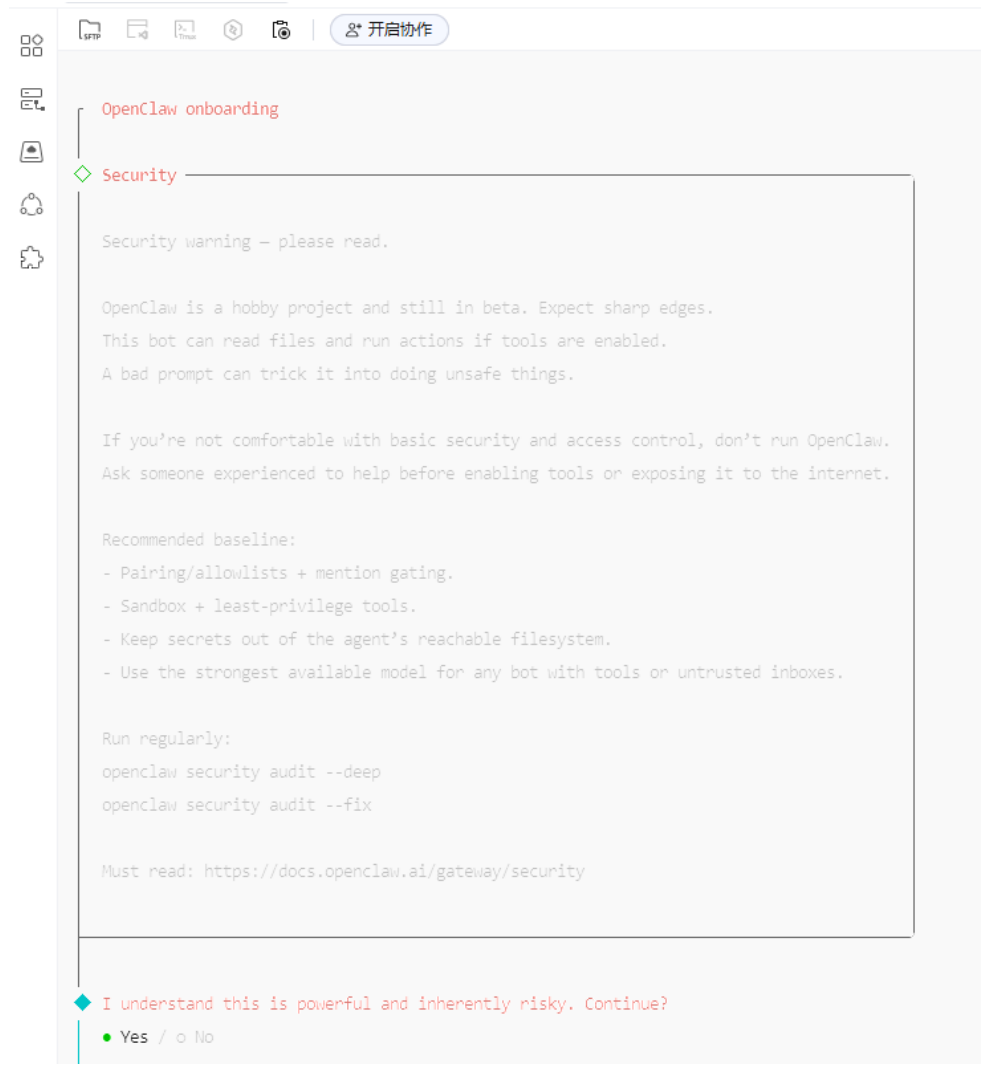 SFTP
Tmux
开启协作
OpenClaw onboarding
Security
Security warning — please read.
OpenClaw is a hobby project and still in beta. Expect sharp edges.
This bot can read files and run actions if tools are enabled.
A bad prompt can trick it into doing unsafe things.
If you’re not comfortable with basic security and access control, don’t run OpenClaw.
Ask someone experienced to help before enabling tools or exposing it to the internet.
Recommended baseline:
- Pairing/allowlists + mention gating.
- Sandbox + least-privilege tools.
- Keep secrets out of the agent’s reachable filesystem.
- Use the strongest available model for any bot with tools or untrusted inboxes.
Run regularly:
openclaw security audit --deep
openclaw security audit --fix
Must read: https://docs.openclaw.ai/gateway/security
I understand this is powerful and inherently risky. Continue?
● Yes / ○ No